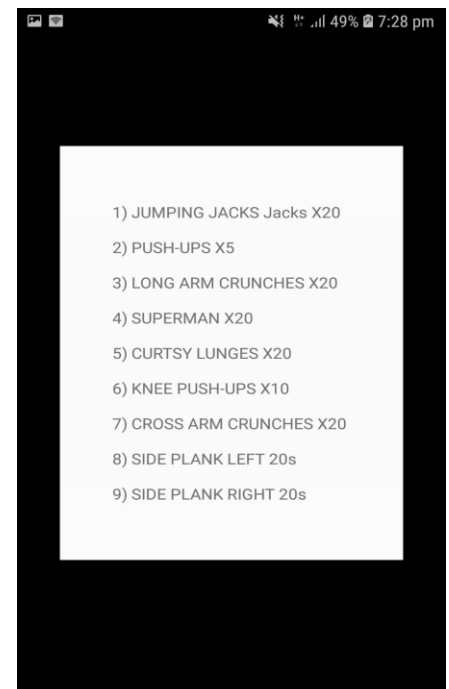 49% 7:28 pm
1) JUMPING JACKS Jacks X20
2) PUSH-UPS X5
3) LONG ARM CRUNCHES X20
4) SUPERMAN X20
5) CURTSY LUNGES X20
6) KNEE PUSH-UPS X10
7) CROSS ARM CRUNCHES X20
8) SIDE PLANK LEFT 20s
9) SIDE PLANK RIGHT 20s